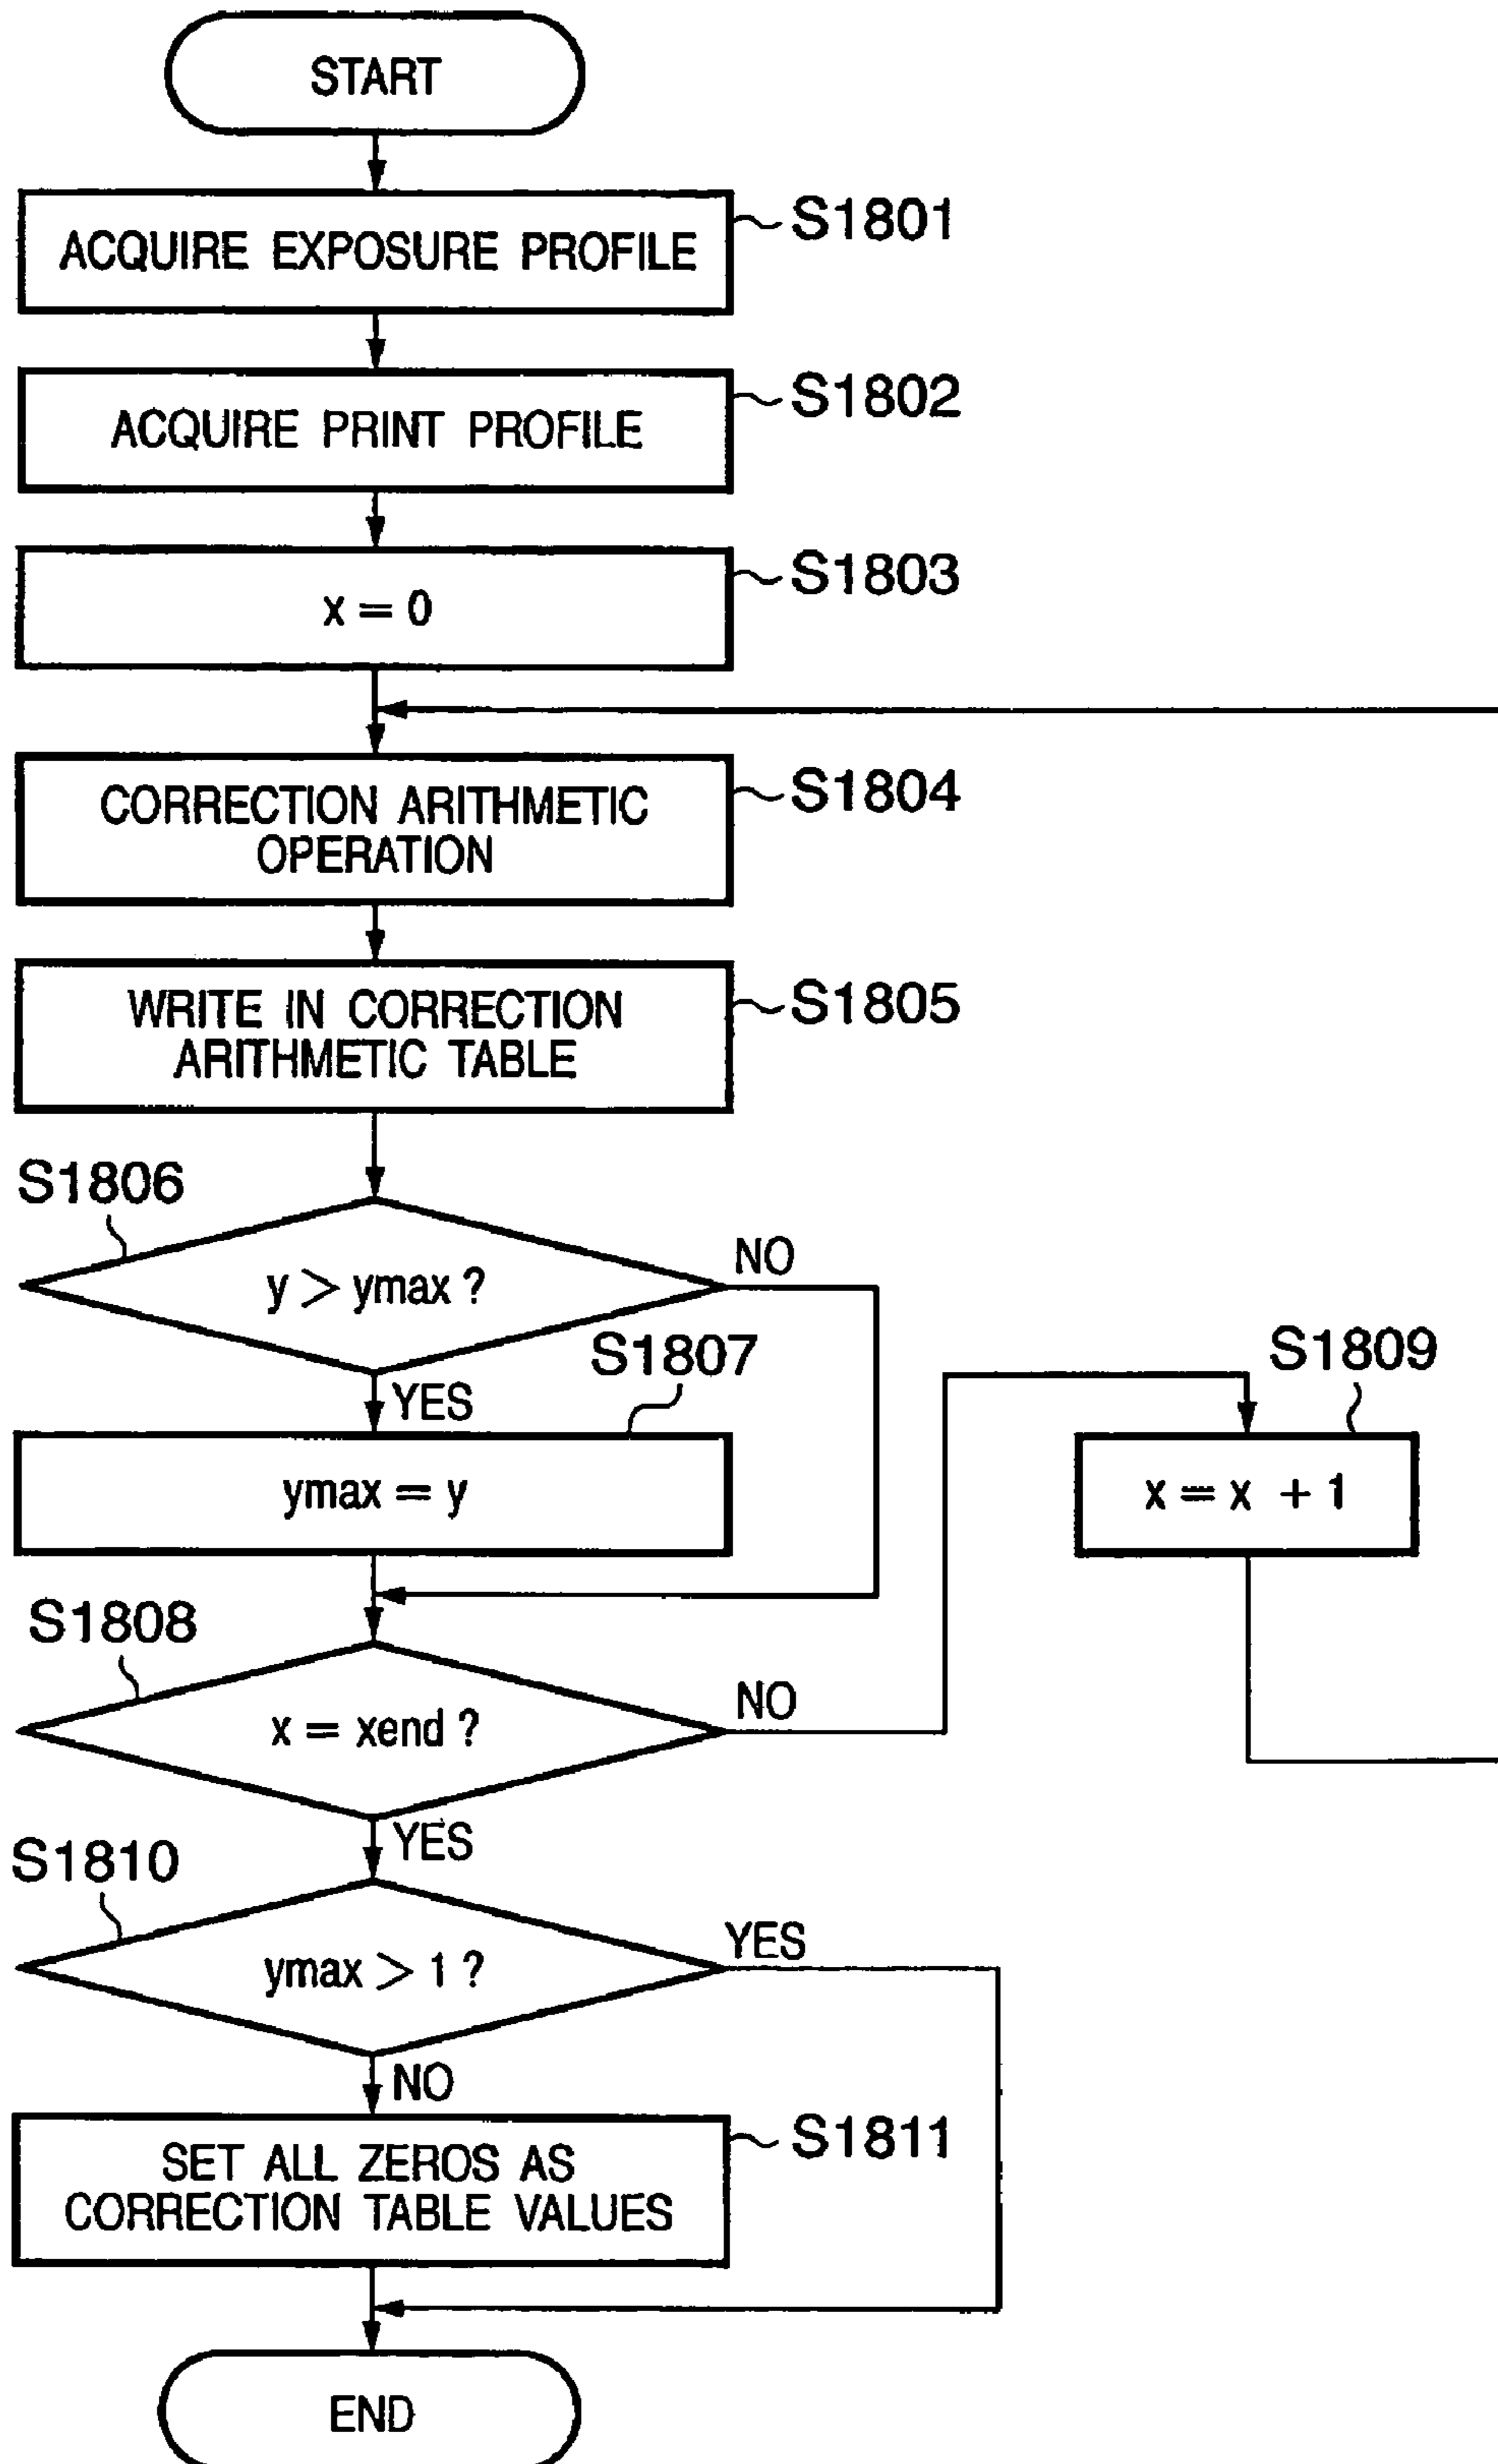 START
ACQUIRE EXPOSURE PROFILE
S1801
ACQUIRE PRINT PROFILE
S1802
x = 0
S1803
CORRECTION ARITHMETIC
OPERATION
S1804
WRITE IN CORRECTION
ARITHMETIC TABLE
S1805
S1806
y > ymax ?
NO
YES
S1807
ymax = y
S1809
x = x + 1
S1808
x = xend ?
NO
YES
S1810
ymax > 1 ?
YES
NO
SET ALL ZEROS AS
CORRECTION TABLE VALUES
S1811
END